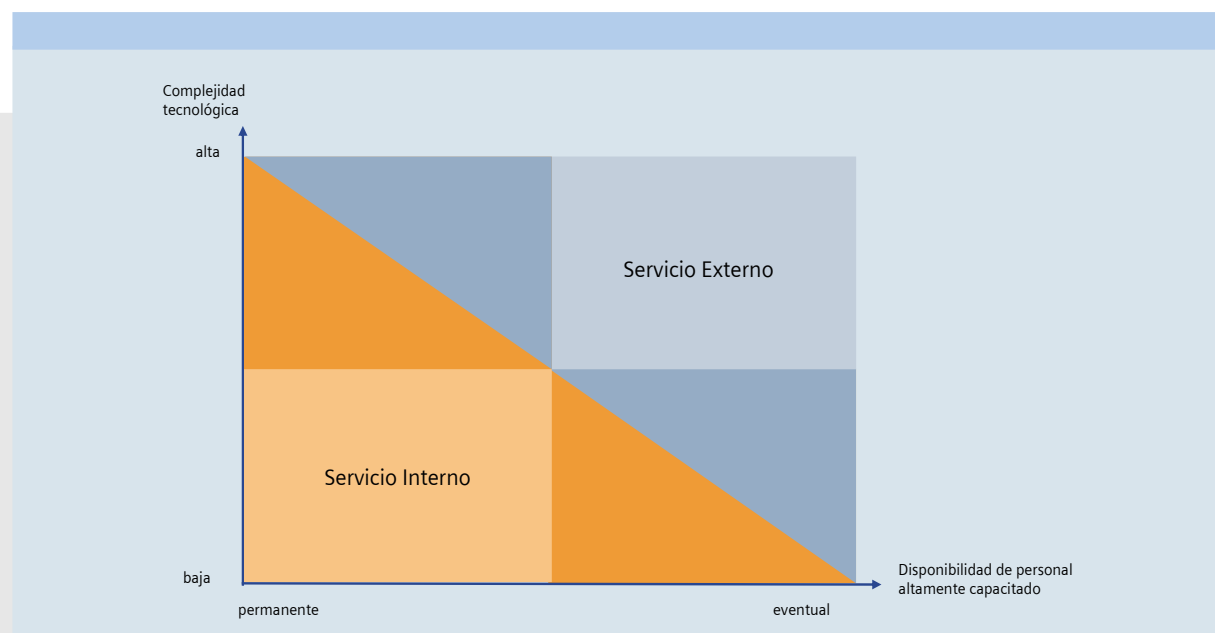 Complejidad
tecnológica
alta
Servicio Externo
Servicio Interno
baja
Disponibilidad de personal
altamente capacitado
permanente
eventual